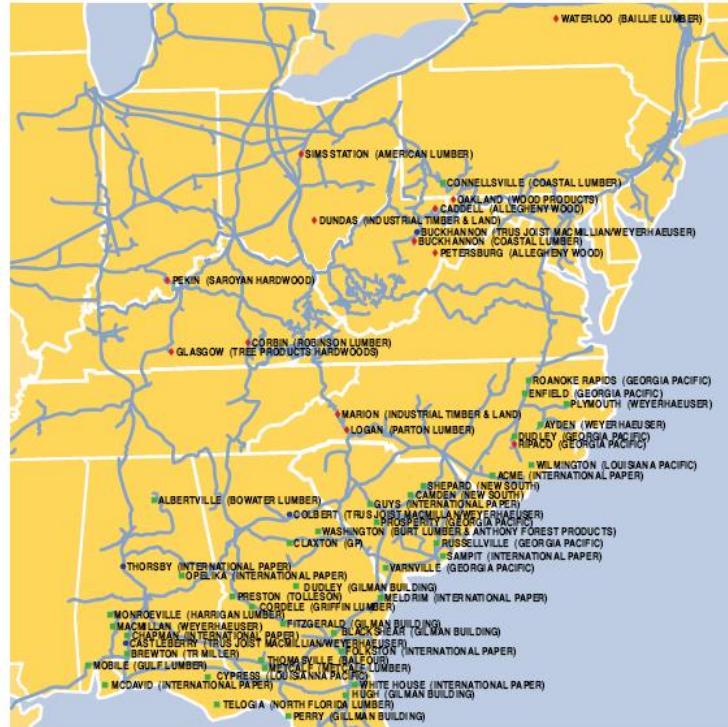 WATERLOO (BAILLIE LUMBER)
SIMS STATION (AMERICAN LUMBER)
CONNELLSVILLE (COASTAL LUMBER)
OAKLAND (WOOD PRODUCTS)
CADDELL (ALLEGHENY WOOD)
DUNDAS (INDUSTRIAL TIMBER & LAND)
BUCKHANNON (TRUS JOIST MACMILLAN/WEYERHAEUSER)
BUCKHANNON (COASTAL LUMBER)
PETERSBURG (ALLEGHENY WOOD)
PEKIN (SAROYAN HARDWOOD)
CORBIN (ROBINSON LUMBER)
GLASGOW (TREE PRODUCTS HARDWOODS)
ROANOKE RAPIDS (GEORGIA PACIFIC)
ENFIELD (GEORGIA PACIFIC)
PLYMOUTH (WEYERHAEUSER)
MARION (INDUSTRIAL TIMBER & LAND)
AYDEN (WEYERHAEUSER)
LOGAN (PARTON LUMBER)
DUDLEY (GEORGIA PACIFIC)
RIPACO (GEORGIA PACIFIC)
WILMINGTON (LOUISIANA PACIFIC)
ACME (INTERNATIONAL PAPER)
SHEPARD (NEW SOUTH)
CAMDEN (NEW SOUTH)
ALBERTVILLE (BOWATER LUMBER)
GUYS (INTERNATIONAL PAPER)
COLBERT (TRUS JOIST MACMILLAN/WEYERHAEUSER)
PROSPERITY (GEORGIA PACIFIC)
WASHINGTON (BURT LUMBER & ANTHONY FOREST PRODUCTS)
CLAXTON (GP)
RUSSELLVILLE (GEORGIA PACIFIC)
SAMPIT (INTERNATIONAL PAPER)
THORSBY (INTERNATIONAL PAPER)
VARNVILLE (GEORGIA PACIFIC)
OPELIKA (INTERNATIONAL PAPER)
DUDLEY (GILMAN BUILDING)
PRESTON (TOLLESON)
MELDRIM (INTERNATIONAL PAPER)
CORDELE (GRIFFIN LUMBER)
MONROEVILLE (HARRIGAN LUMBER)
FITZGERALD (GILMAN BUILDING)
MACMILLAN (WEYERHAEUSER)
BLACKSHEAR (GILMAN BUILDING)
CHAPMAN (INTERNATIONAL PAPER)
CASTLEBERRY (TRUS JOIST MACMILLIAN/WEYERHAEUSER)
FOLKSTON (INTERNATIONAL PAPER)
BREWTON (TR MILLER)
THOMASVILLE (BALFOUR)
MOBILE (GULF LUMBER)
METCALF (METCALF LUMBER)
CYPRESS (LOUISIANNA PACIFIC)
MCDAVID (INTERNATIONAL PAPER)
WHITE HOUSE (INTERNATIONAL PAPER)
HUGH (GILMAN BUILDING)
TELOGIA (NORTH FLORIDA LUMBER)
PERRY (GILLMAN BUILDING)